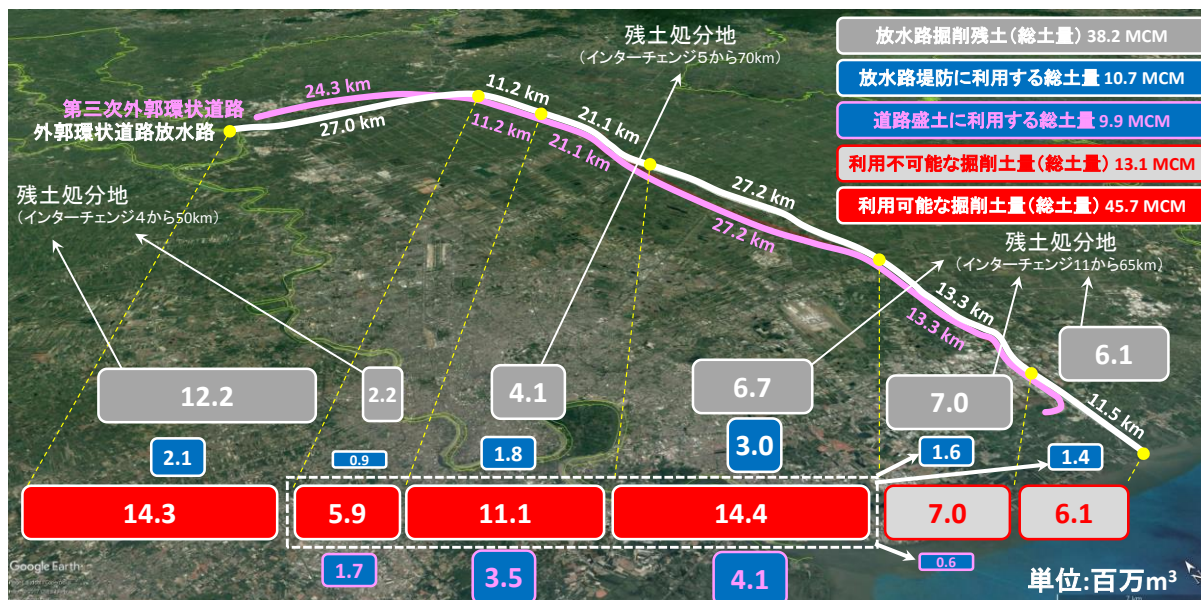 残土処分地
(インターチェンジ5から70km)
放水路掘削残土(総土量) 38.2 MCM
放水路堤防に利用する総土量 10.7 MCM
道路盛土に利用する総土量 9.9 MCM
利用不可能な掘削土量(総土量) 13.1 MCM
利用可能な掘削土量(総土量) 45.7 MCM
第三次外郭環状道路
外郭環状道路放水路
24.3 km
27.0 km
11.2 km
11.2 km
21.1 km
21.1 km
27.2 km
27.2 km
13.3 km
13.3 km
11.5 km
残土処分地
(インターチェンジ4から50km)
残土処分地
(インターチェンジ11から65km)
12.2
2.2
4.1
6.7
7.0
6.1
2.1
0.9
1.8
3.0
1.6
1.4
14.3
5.9
11.1
14.4
7.0
6.1
1.7
3.5
4.1
0.6
単位:百万m³
Google Earth